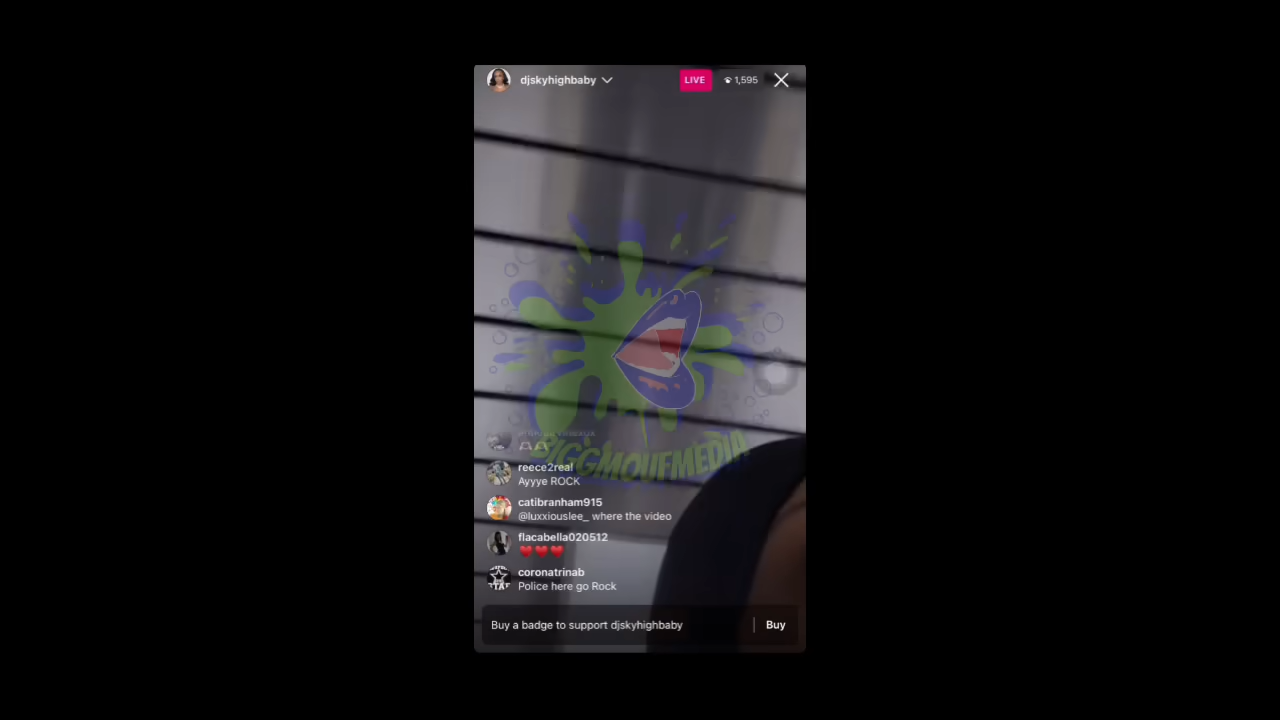 djskyhighbaby
LIVE
1,595
BIGGMOUFMEDIA
reece2real
Ayyye ROCK
catibranham915
@luxxiouslee_ where the video
flacabella020512
coronatrinab
Police here go Rock
Buy a badge to support djskyhighbaby
Buy